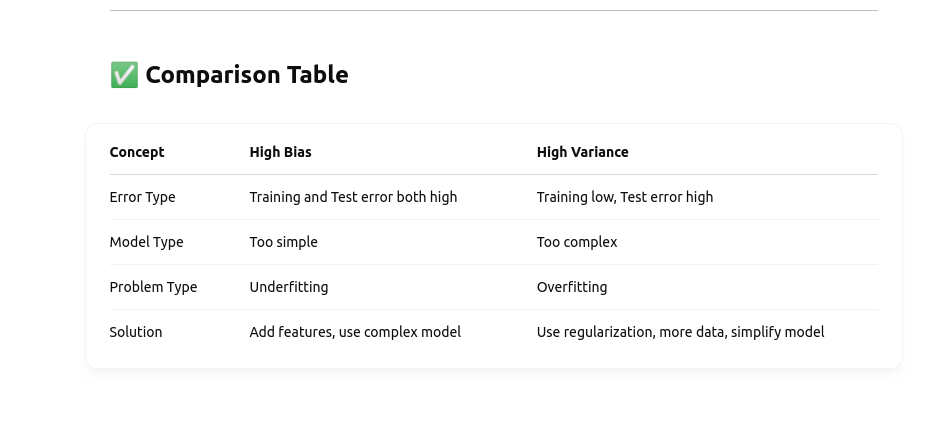 ✅ Comparison Table
Concept High Bias High Variance
Error Type Training and Test error both high Training low, Test error high
Model Type Too simple Too complex
Problem Type Underfitting Overfitting
Solution Add features, use complex model Use regularization, more data, simplify model